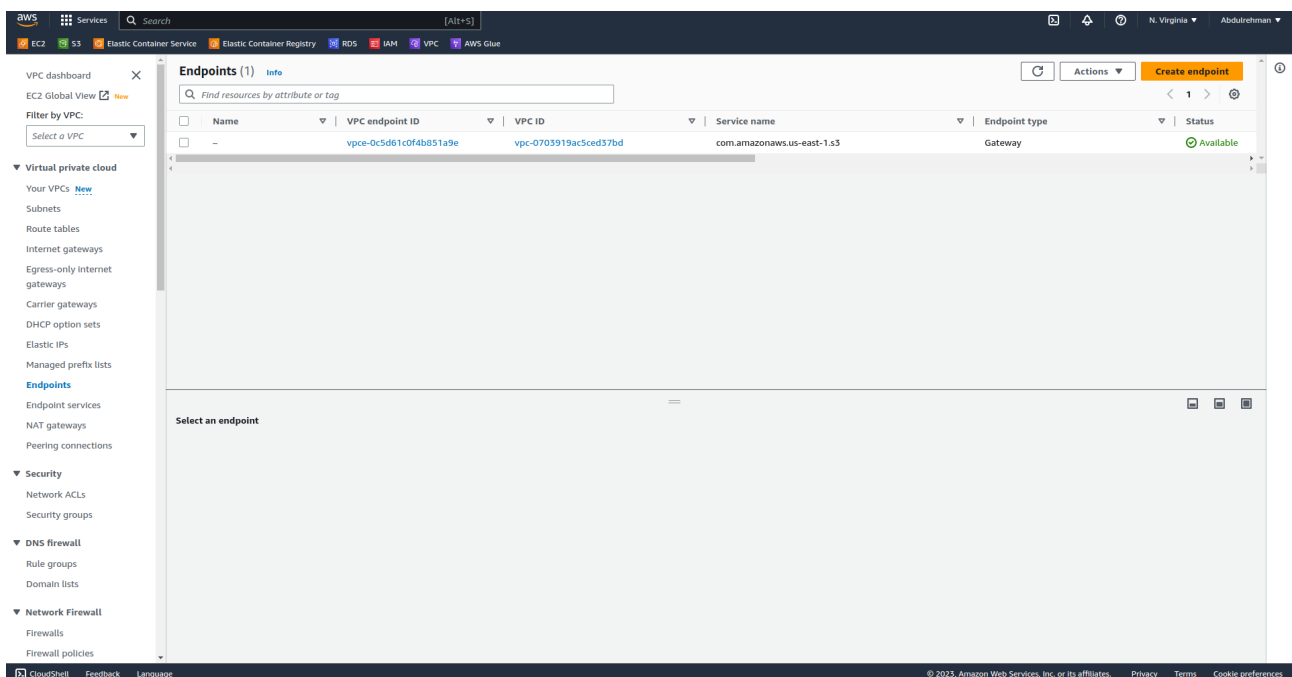 aws Services Search [Alt+S] N. Virginia Abdulrehman
EC2 S3 Elastic Container Service Elastic Container Registry RDS IAM VPC AWS Glue
VPC dashboard
EC2 Global View New
Filter by VPC:
Select a VPC
Virtual private cloud
Your VPCs New
Subnets
Route tables
Internet gateways
Egress-only internet
gateways
Carrier gateways
DHCP option sets
Elastic IPs
Managed prefix lists
Endpoints
Endpoint services
NAT gateways
Peering connections
Security
Network ACLs
Security groups
DNS firewall
Rule groups
Domain lists
Network Firewall
Firewalls
Firewall policies
Endpoints (1) Info
Actions Create endpoint
Find resources by attribute or tag
1
Name VPC endpoint ID VPC ID Service name Endpoint type Status
– vpce-0c5d61c0f4b851a9e vpc-0703919ac5ced37bd com.amazonaws.us-east-1.s3 Gateway Available
Select an endpoint
CloudShell Feedback Language © 2023, Amazon Web Services, Inc. or its affiliates. Privacy Terms Cookie preferences